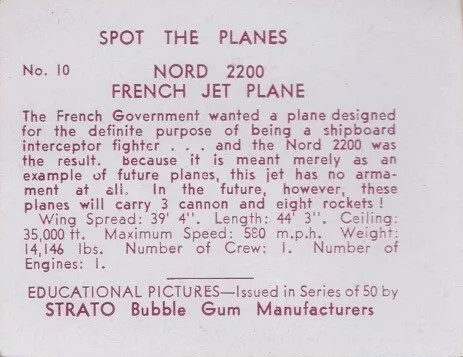 SPOT THE PLANES
No. 10 NORD 2200
FRENCH JET PLANE
The French Government wanted a plane designed
for the definite purpose of being a shipboard
interceptor fighter . . . and the Nord 2200 was
the result. Because it is meant merely as an
example of future planes, this jet has no arma-
ment at all. In the future, however, these
planes will carry 3 cannon and eight rockets!
Wing Spread: 39' 4". Length: 44' 3". Ceiling:
35,000 ft. Maximum Speed: 580 m.p.h. Weight:
14,146 lbs. Number of Crew: 1. Number of
Engines: 1.
EDUCATIONAL PICTURES—Issued in Series of 50 by
STRATO Bubble Gum Manufacturers